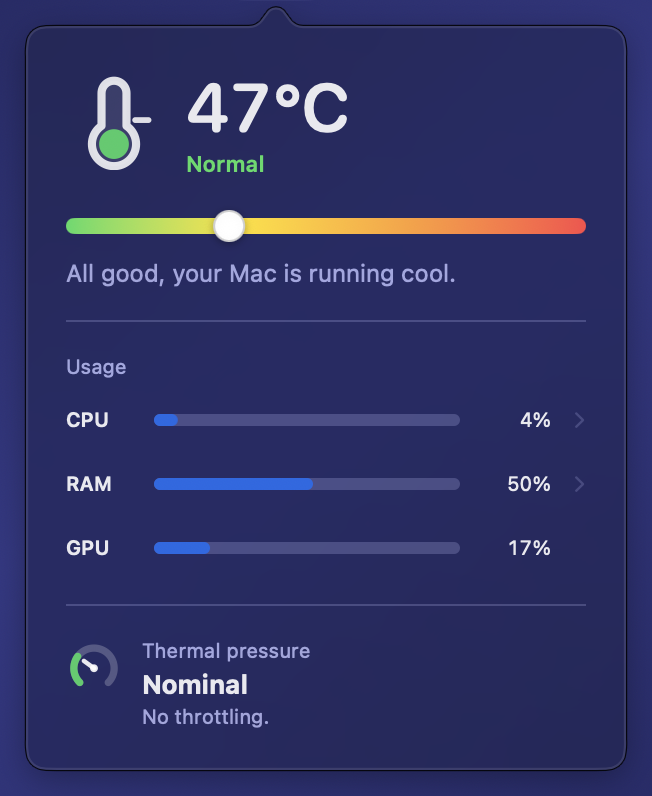 47°C
Normal
All good, your Mac is running cool.
Usage
CPU 4%
RAM 50%
GPU 17%
Thermal pressure
Nominal
No throttling.